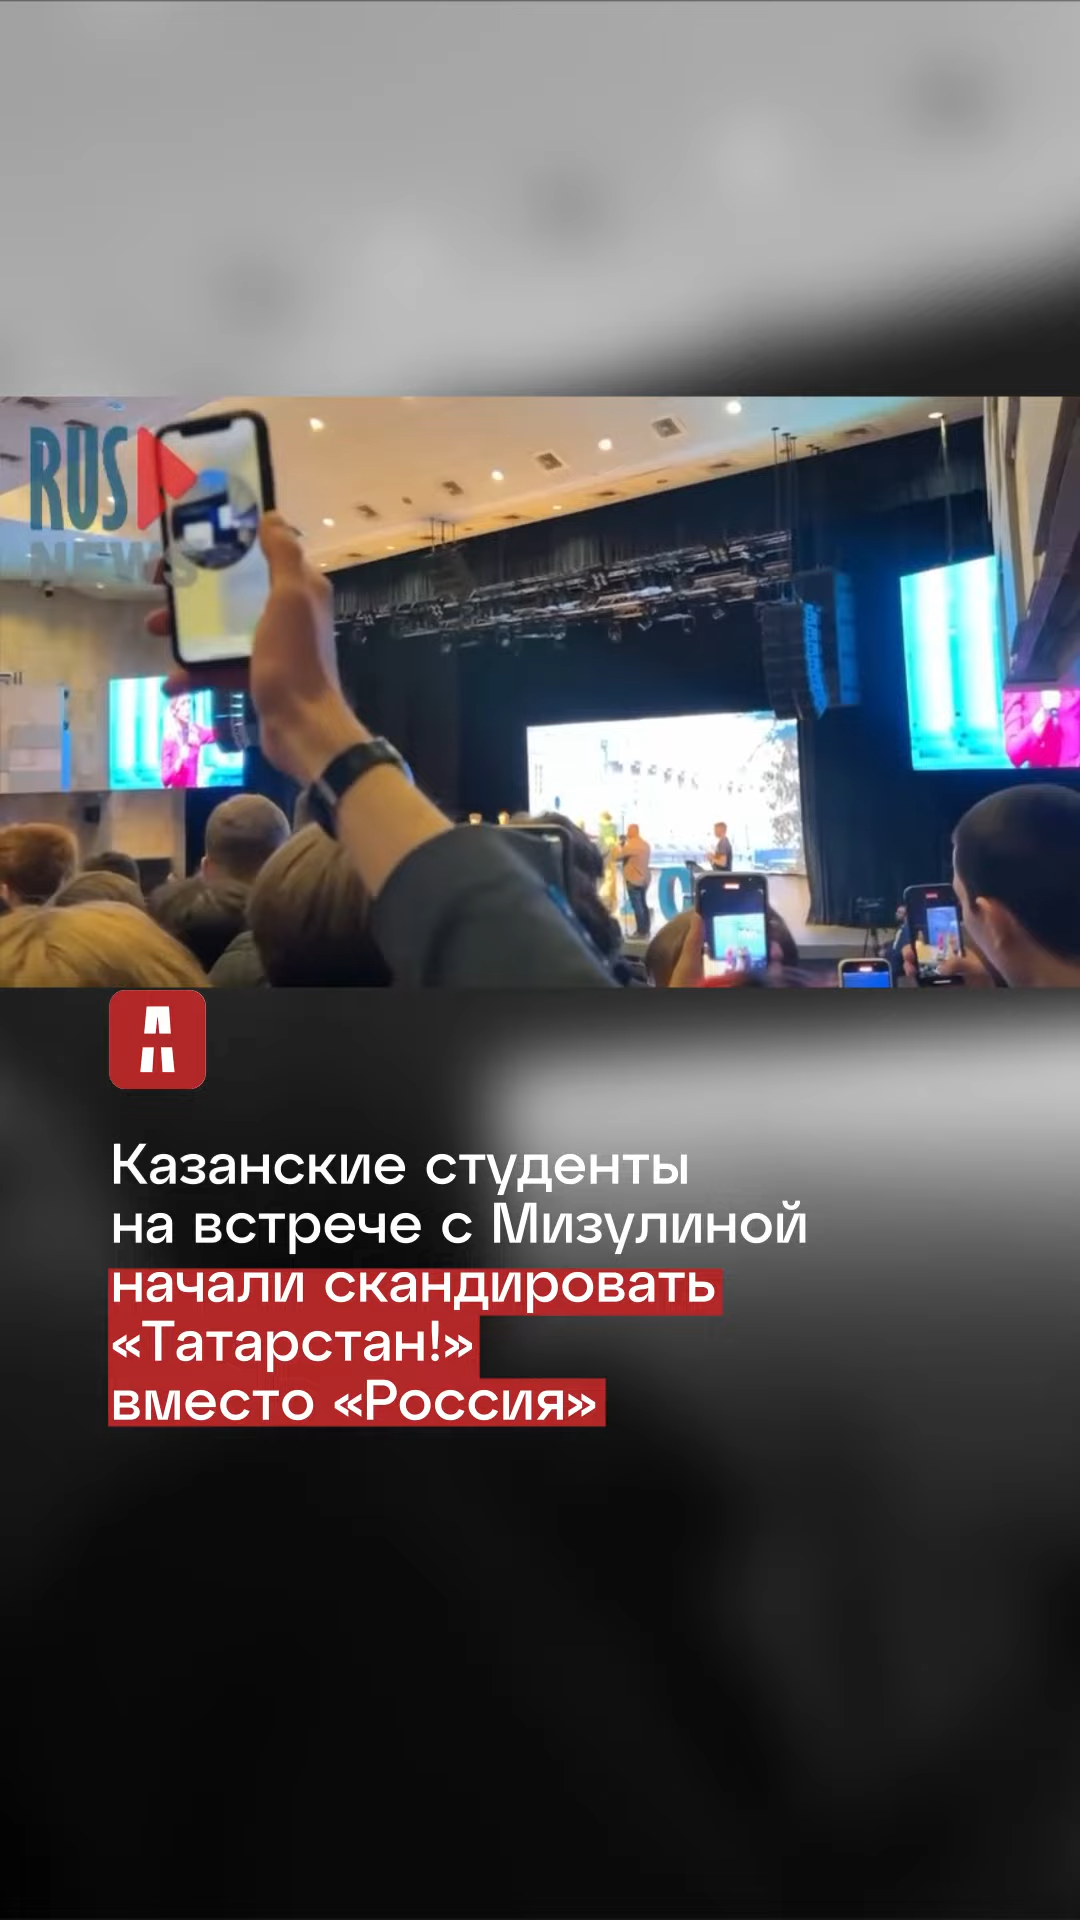 RUS
NEWS
Казанские студенты
на встрече с Мизулиной
начали скандировать
«Татарстан!»
вместо «Россия»